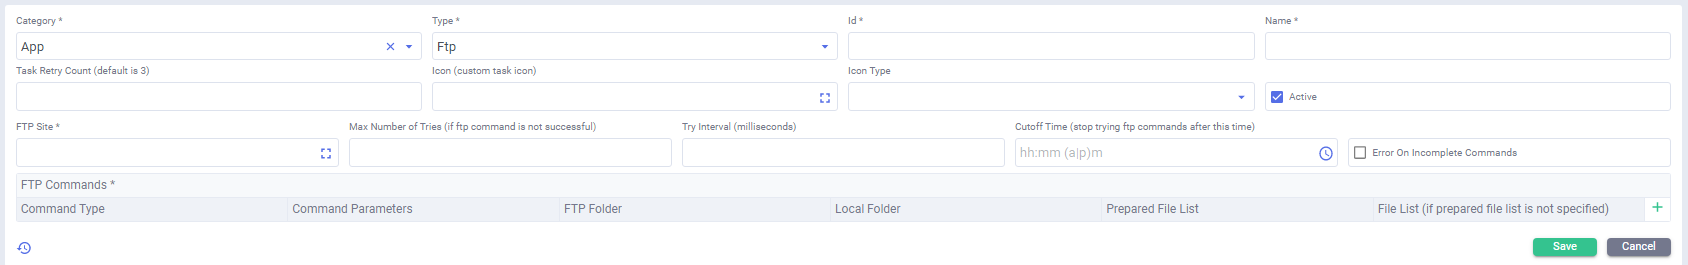 Category * Type * Id * Name *
App Ftp
Task Retry Count (default is 3) Icon (custom task icon) Icon Type
Active
FTP Site * Max Number of Tries (if ftp command is not successful) Try Interval (milliseconds) Cutoff Time (stop trying ftp commands after this time)
hh:mm (a|p)m Error On Incomplete Commands
FTP Commands *
Command Type Command Parameters FTP Folder Local Folder Prepared File List File List (if prepared file list is not specified)
Save Cancel